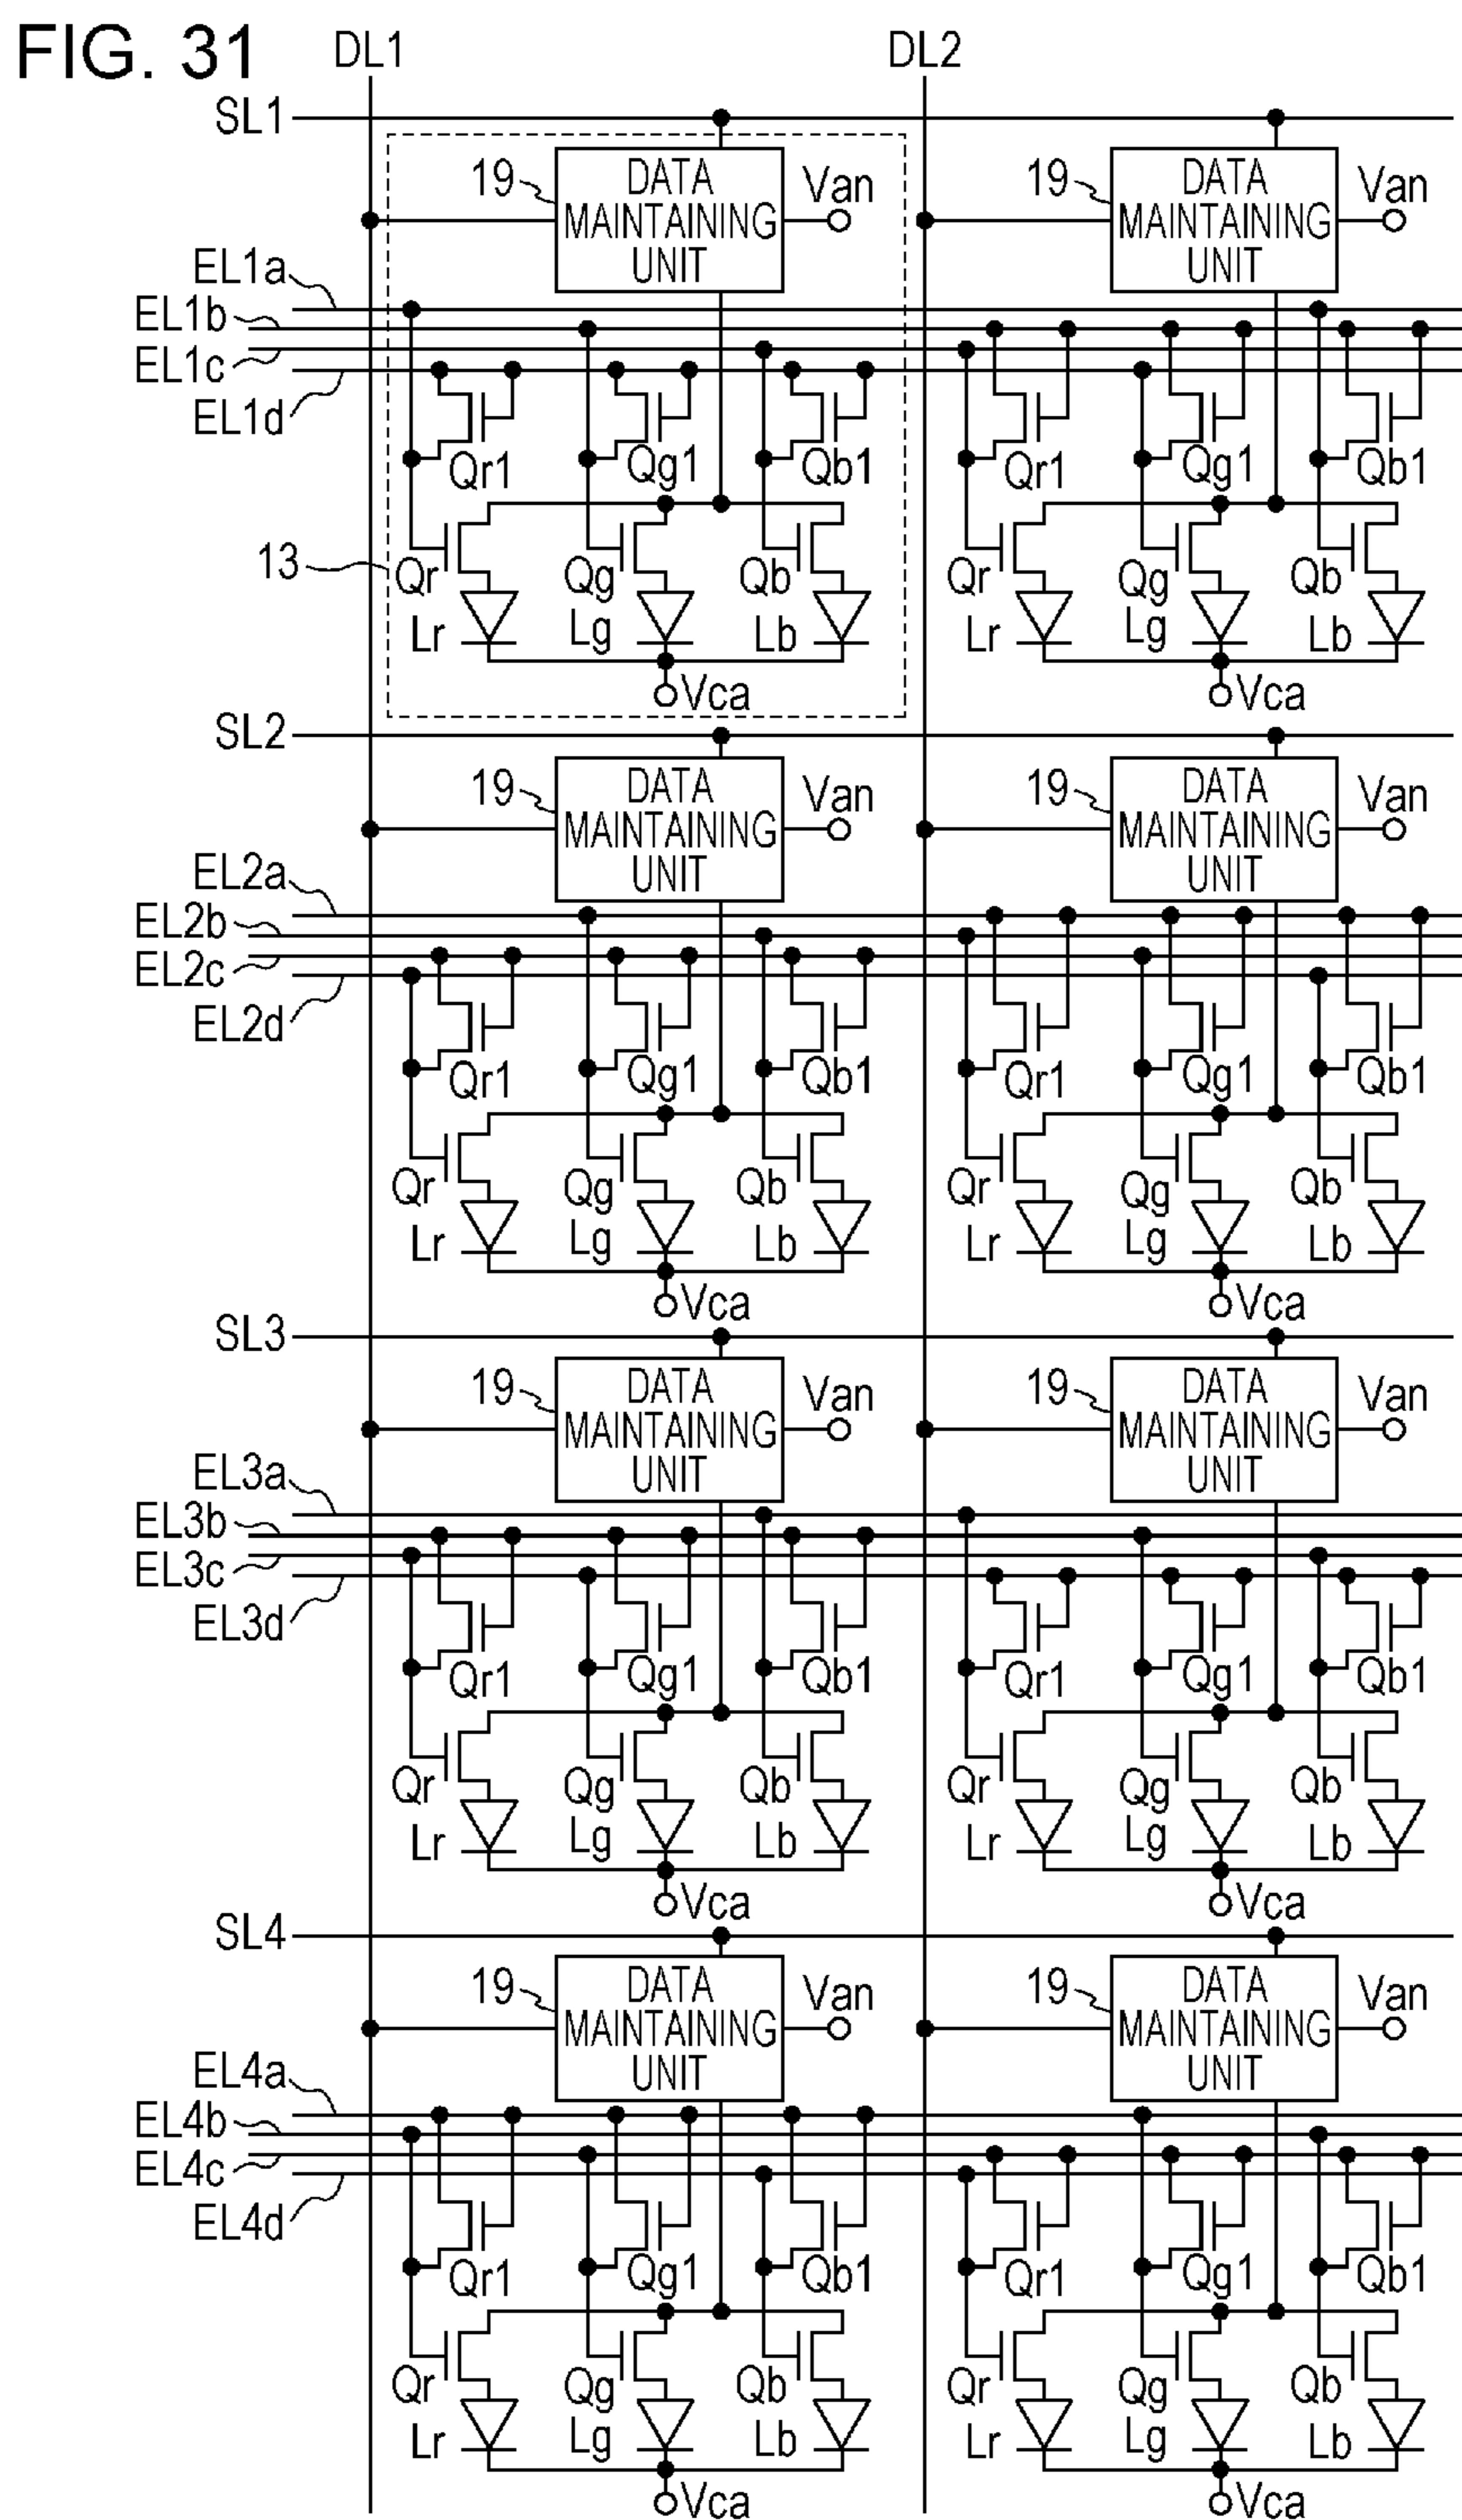 FIG. 31
DL1 DL2
SL1
19 DATA MAINTAINING UNIT Van 19 DATA MAINTAINING UNIT Van
EL1a
EL1b
EL1c
EL1d
Qr1 Qg1 Qb1 Qr1 Qg1 Qb1
13
Qr Qg Qb Qr Qg Qb
Lr Lg Lb Lr Lg Lb
Vca Vca
SL2
19 DATA MAINTAINING UNIT Van 19 DATA MAINTAINING UNIT Van
EL2a
EL2b
EL2c
EL2d
Qr1 Qg1 Qb1 Qr1 Qg1 Qb1
Qr Qg Qb Qr Qg Qb
Lr Lg Lb Lr Lg Lb
Vca Vca
SL3
19 DATA MAINTAINING UNIT Van 19 DATA MAINTAINING UNIT Van
EL3a
EL3b
EL3c
EL3d
Qr1 Qg1 Qb1 Qr1 Qg1 Qb1
Qr Qg Qb Qr Qg Qb
Lr Lg Lb Lr Lg Lb
Vca Vca
SL4
19 DATA MAINTAINING UNIT Van 19 DATA MAINTAINING UNIT Van
EL4a
EL4b
EL4c
EL4d
Qr1 Qg1 Qb1 Qr1 Qg1 Qb1
Qr Qg Qb Qr Qg Qb
Lr Lg Lb Lr Lg Lb
Vca Vca